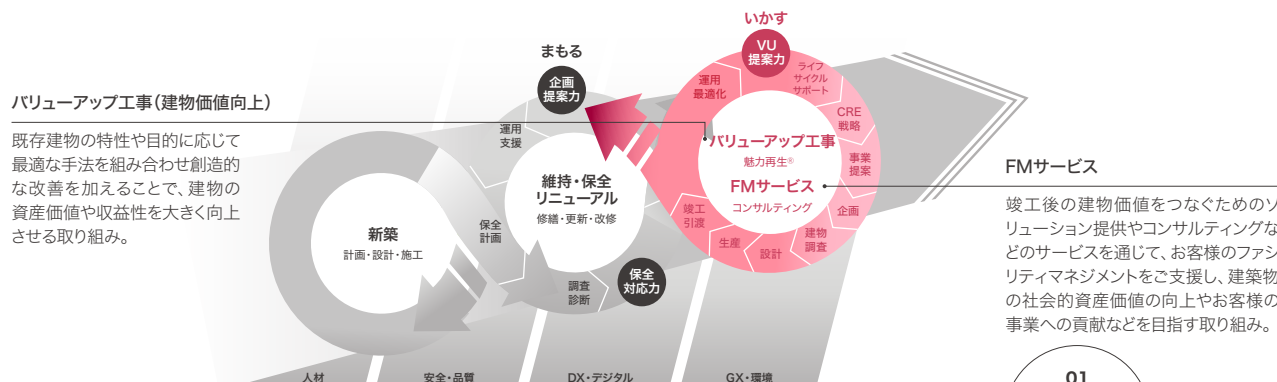 バリューアップ工事（建物価値向上）
既存建物の特性や目的に応じて
最適な手法を組み合わせ創造的
な改善を加えることで、建物の
資産価値や収益性を大きく向上
させる取り組み。
新築
計画・設計・施工
まもる
企画
提案力
運用
支援
維持・保全
リニューアル
修繕・更新・改修
保全
計画
調査
診断
保全
対応力
いかす
VU
提案力
運用
最適化
ライフ
サイクル
サポート
CRE
戦略
事業
提案
企画
建物
調査
設計
生産
竣工
引渡
バリューアップ工事
魅力再生®
FMサービス
コンサルティング
FMサービス
竣工後の建物価値をつなぐためのソ
リューション提供やコンサルティングな
どのサービスを通じて、お客様のファシ
リティマネジメントをご支援し、建築物
の社会的資産価値の向上やお客様の
事業への貢献などを目指す取り組み。
人材
安全・品質
DX・デジタル
GX・環境
01